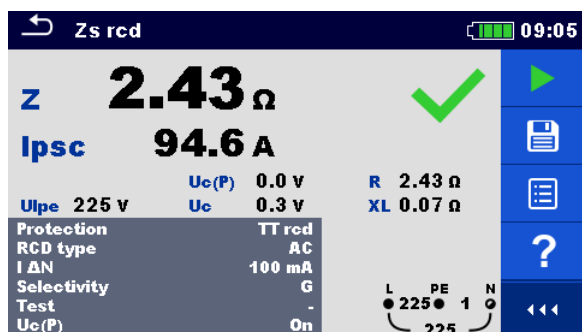 Zs rcd 09:05
Z 2.43 Ω
Ipsc 94.6 A
Uc(P) 0.0 V R 2.43 Ω
Ulpe 225 V Uc 0.3 V XL 0.07 Ω
Protection TT rcd
RCD type AC
I ΔN 100 mA
Selectivity G
Test -
Uc(P) On
L PE N
225 1
225
?